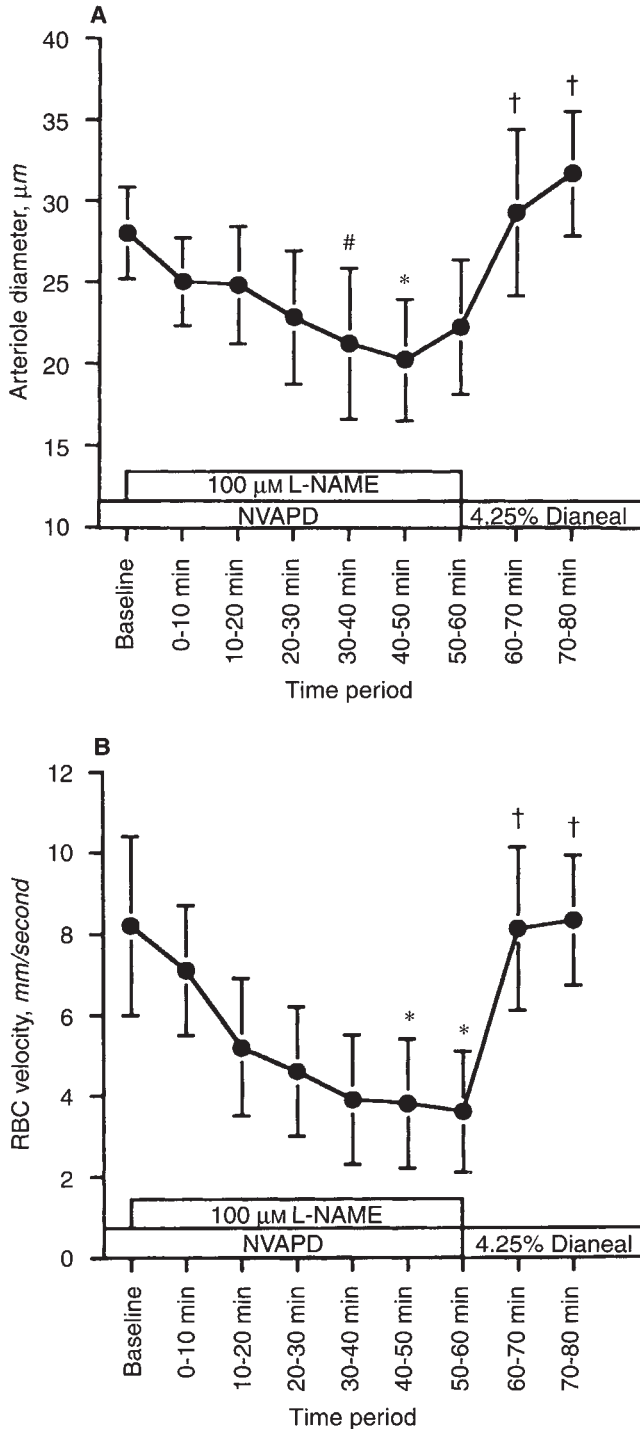 A
40
35
30
25
20
15
10
Arteriole diameter, μm
†
†
#
*
100 μM L-NAME
NVAPD
4.25% Dianeal
Baseline
0-10 min
10-20 min
20-30 min
30-40 min
40-50 min
50-60 min
60-70 min
70-80 min
Time period
B
12
10
8
6
4
2
0
RBC velocity, mm/second
†
†
*
*
100 μM L-NAME
NVAPD
4.25% Dianeal
Baseline
0-10 min
10-20 min
20-30 min
30-40 min
40-50 min
50-60 min
60-70 min
70-80 min
Time period